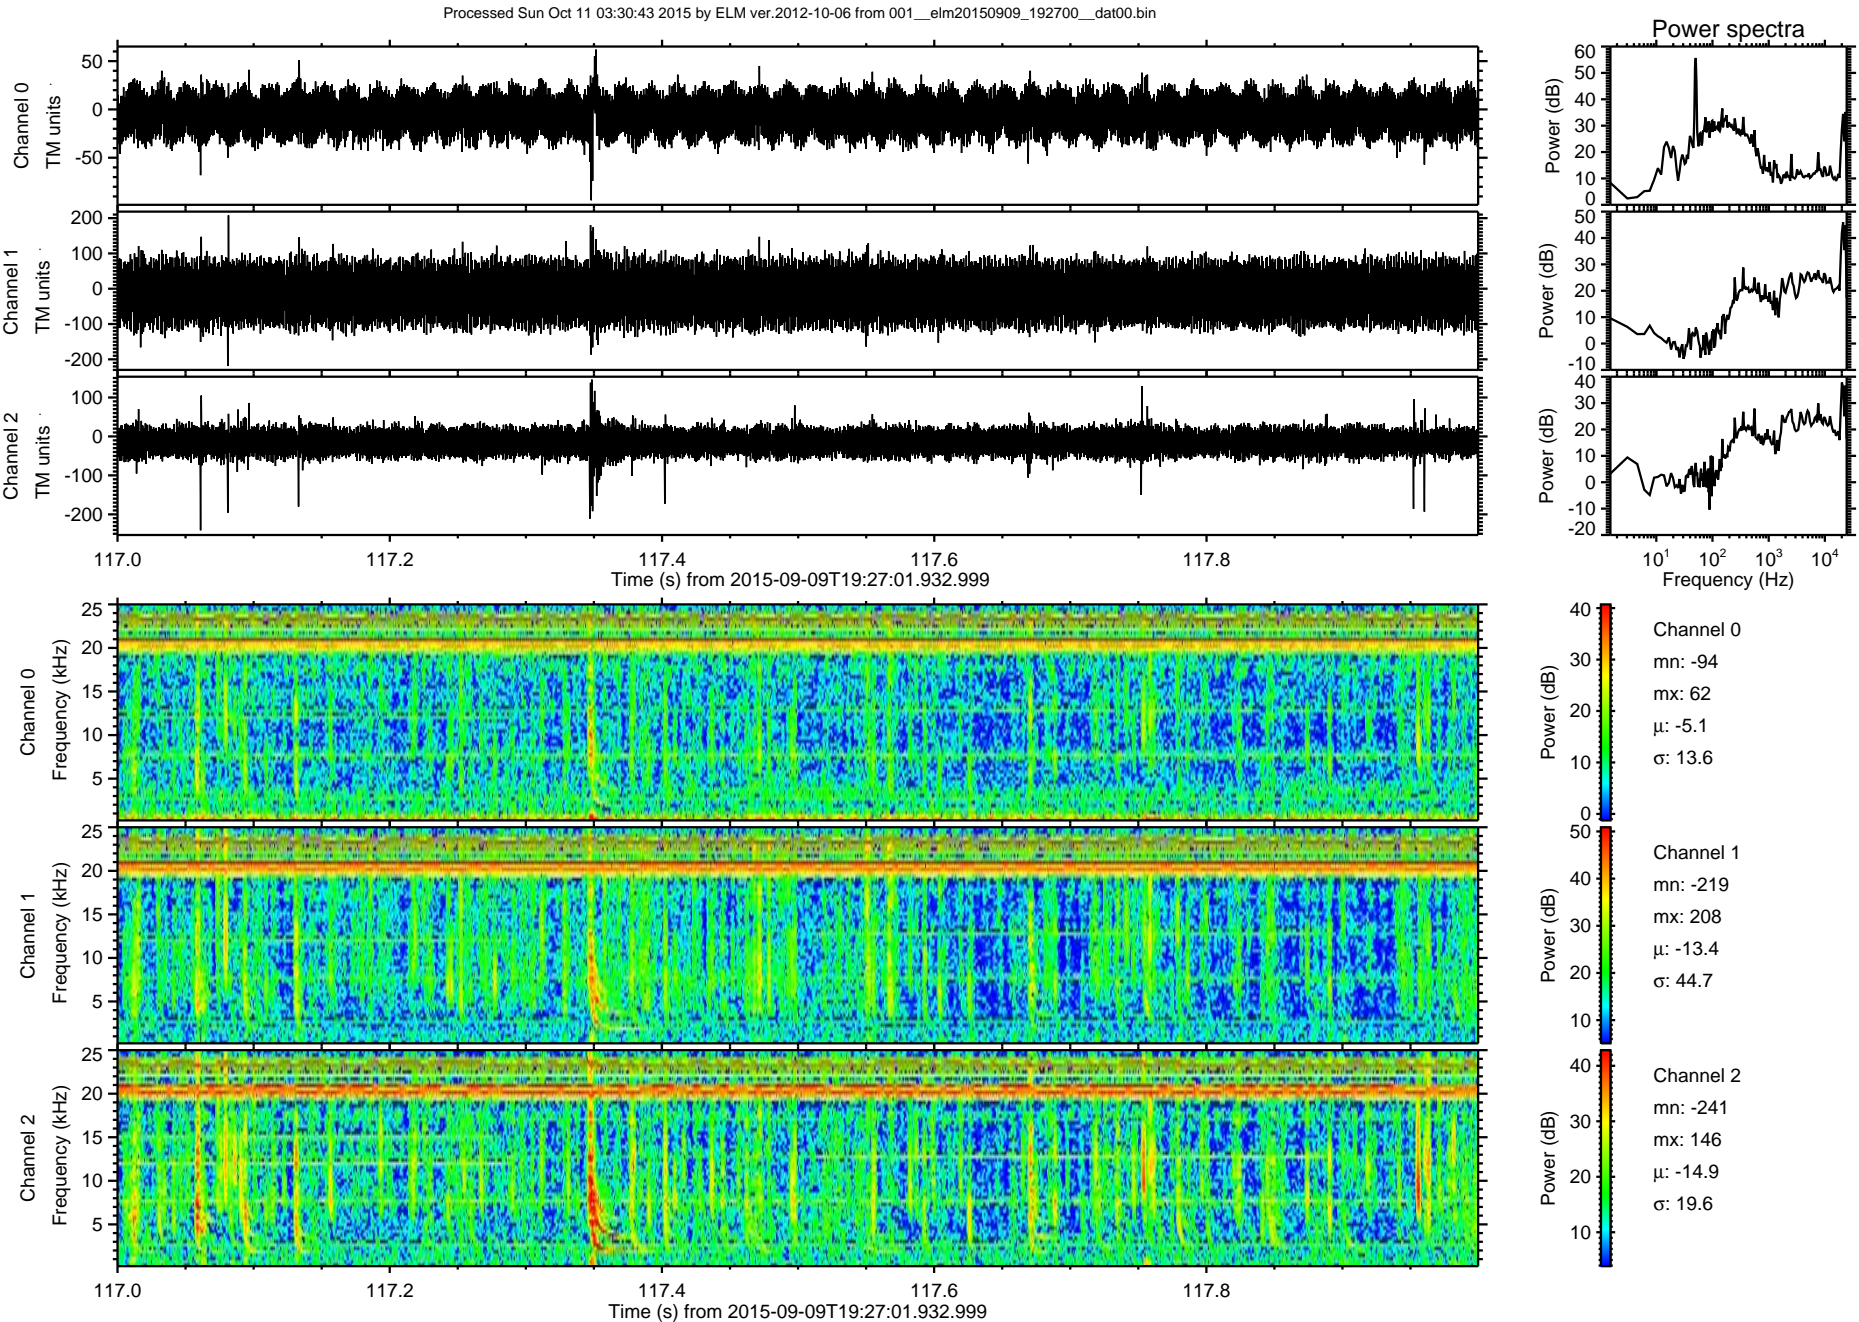 Processed Sun Oct 11 03:30:43 2015 by ELM ver.2012-10-06 from 001__elm20150909_192700__dat00.bin
Power spectra
Channel 0
TM units
50
0
-50
Power (dB)
60
50
40
30
20
10
0
Channel 1
TM units
200
100
0
-100
-200
Power (dB)
50
40
30
20
10
0
-10
Channel 2
TM units
100
0
-100
-200
Power (dB)
40
30
20
10
0
-10
-20
117.0 117.2 117.4 117.6 117.8
Time (s) from 2015-09-09T19:27:01.932.999
10¹ 10² 10³ 10⁴
Frequency (Hz)
Channel 0
Frequency (kHz)
25
20
15
10
5
Power (dB)
40
30
20
10
0
Channel 0
mn: -94
mx: 62
μ: -5.1
σ: 13.6
Channel 1
Frequency (kHz)
25
20
15
10
5
Power (dB)
50
40
30
20
10
Channel 1
mn: -219
mx: 208
μ: -13.4
σ: 44.7
Channel 2
Frequency (kHz)
25
20
15
10
5
Power (dB)
40
30
20
10
Channel 2
mn: -241
mx: 146
μ: -14.9
σ: 19.6
117.0 117.2 117.4 117.6 117.8
Time (s) from 2015-09-09T19:27:01.932.999